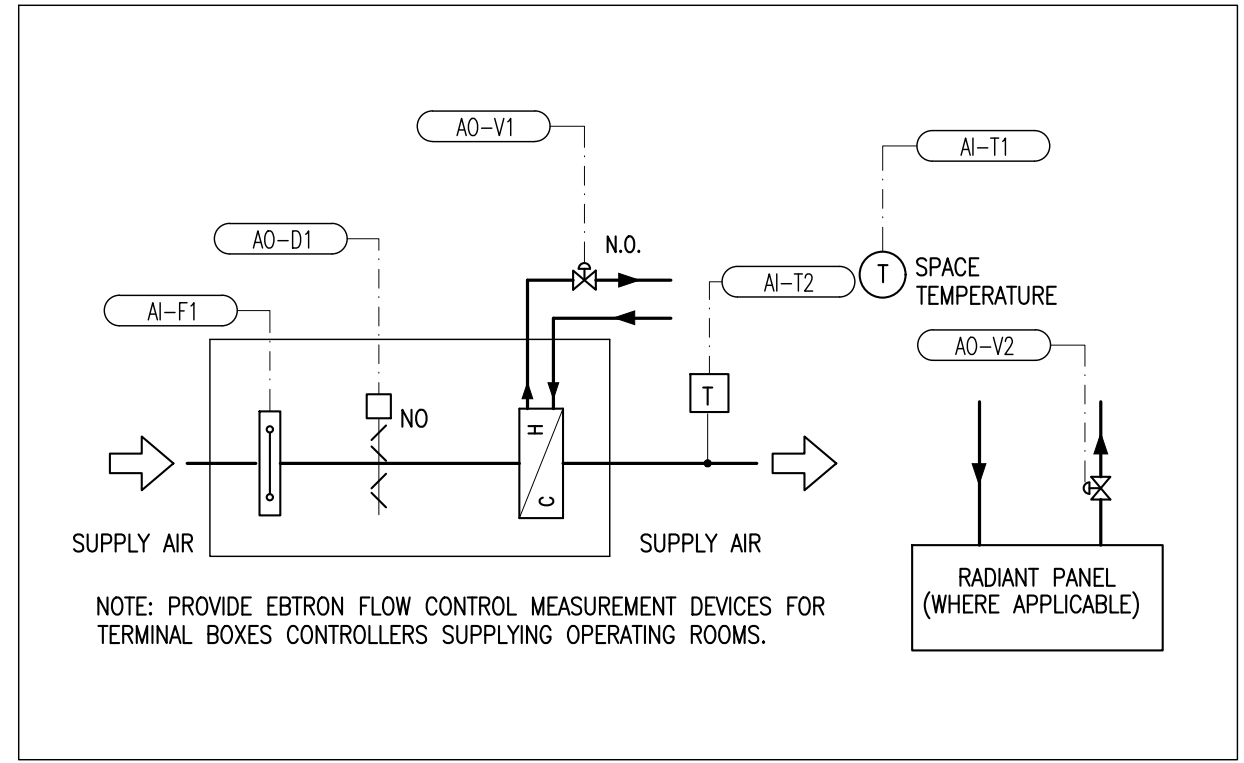 AO-V1
AI-T1
AO-D1
N.O.
AI-T2
T
SPACE
TEMPERATURE
AI-F1
AO-V2
T
NO
H
C
SUPPLY AIR
SUPPLY AIR
RADIANT PANEL
(WHERE APPLICABLE)
NOTE: PROVIDE EBTRON FLOW CONTROL MEASUREMENT DEVICES FOR
TERMINAL BOXES CONTROLLERS SUPPLYING OPERATING ROOMS.